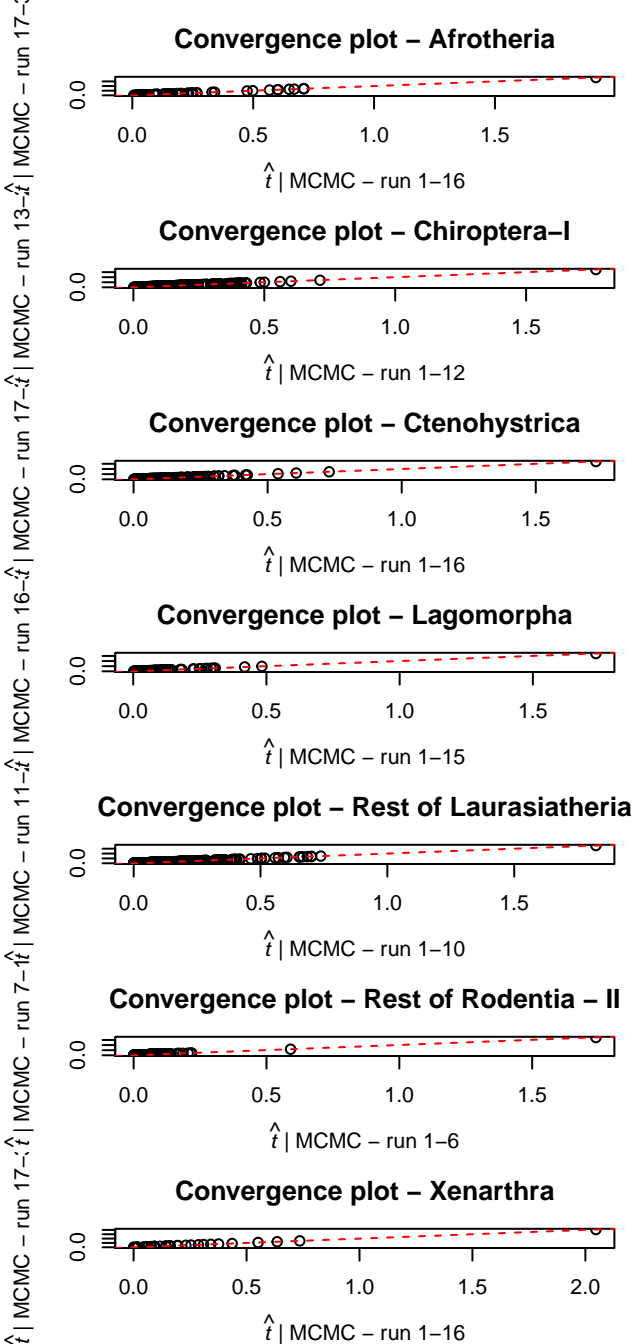 Convergence plot – Afrotheria
0.0
0.0 0.5 1.0 1.5
t̂ | MCMC – run 1–16
Convergence plot – Chiroptera–I
0.0
0.0 0.5 1.0 1.5
t̂ | MCMC – run 1–12
Convergence plot – Ctenohystrica
0.0
0.0 0.5 1.0 1.5
t̂ | MCMC – run 1–16
Convergence plot – Lagomorpha
0.0
0.0 0.5 1.0 1.5
t̂ | MCMC – run 1–15
Convergence plot – Rest of Laurasiatheria
0.0
0.0 0.5 1.0 1.5
t̂ | MCMC – run 1–10
Convergence plot – Rest of Rodentia – II
0.0
0.0 0.5 1.0 1.5
t̂ | MCMC – run 1–6
Convergence plot – Xenarthra
0.0
0.0 0.5 1.0 1.5 2.0
t̂ | MCMC – run 1–16
t̂ | MCMC – run 17–
t̂ | MCMC – run 7–1
t̂ | MCMC – run 11–
t̂ | MCMC – run 16–
t̂ | MCMC – run 17–
t̂ | MCMC – run 13–
t̂ | MCMC – run 17–